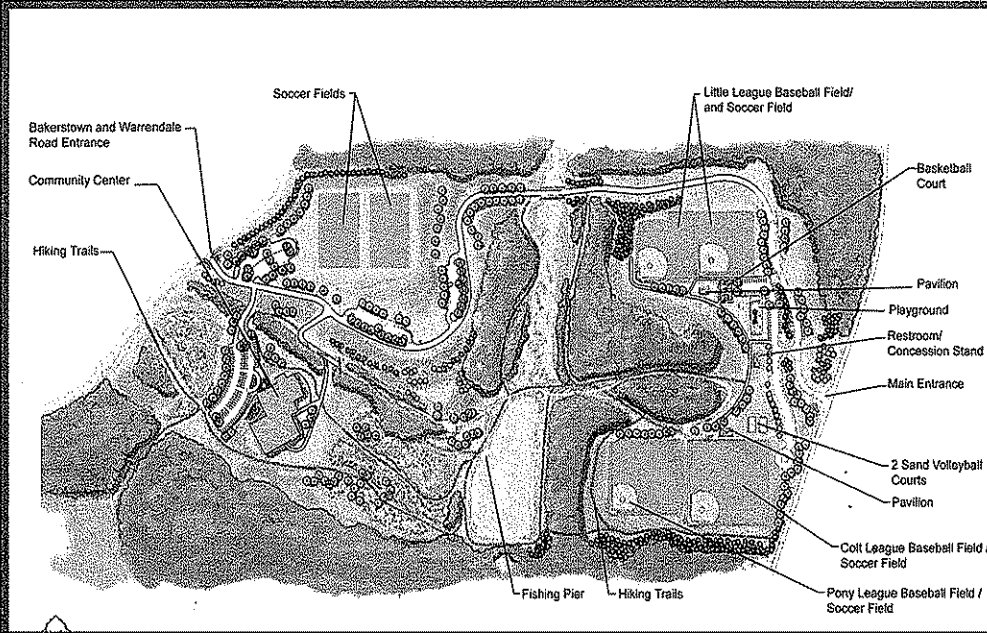 Soccer Fields
Little League Baseball Field/
and Soccer Field
Bakerstown and Warrendale
Road Entrance
Community Center
Hiking Trails
Basketball
Court
Pavilion
Playground
Restroom/
Concession Stand
Main Entrance
2 Sand Volleyball
Courts
Pavilion
Colt League Baseball Field /
Soccer Field
Pony League Baseball Field /
Soccer Field
Fishing Pier
Hiking Trails